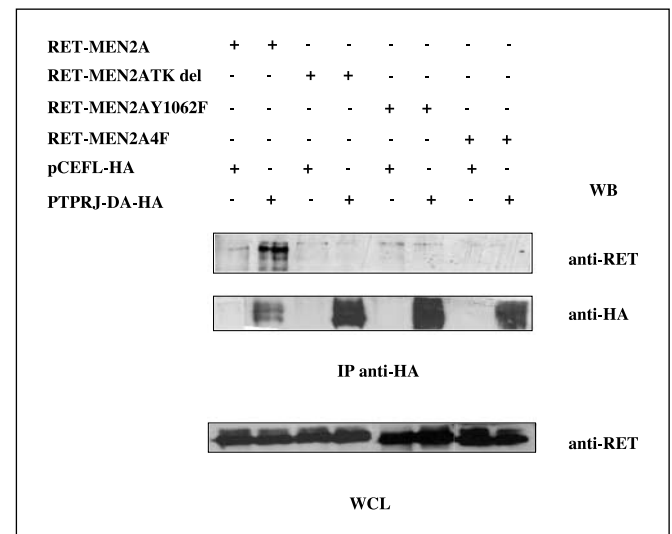 RET-MEN2A + + - - - - - -
RET-MEN2ATK del - - + + - - - -
RET-MEN2AY1062F - - - - + + - -
RET-MEN2A4F - - - - - - + +
pCEFL-HA + - + - + - + -
PTPRJ-DA-HA - + - + - + - +
WB
anti-RET
anti-HA
IP anti-HA
anti-RET
WCL